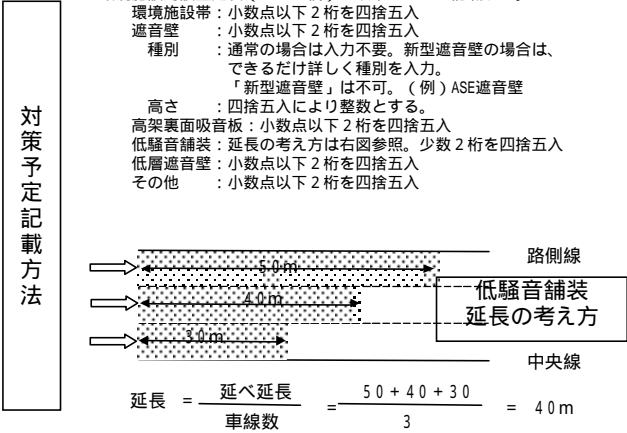 対策予定記載方法
環境施設帯：小数点以下２桁を四捨五入
遮音壁　　：小数点以下２桁を四捨五入
種別　　：通常の場合は入力不要。新型遮音壁の場合は、
できるだけ詳しく種別を入力。
「新型遮音壁」は不可。（例）ASE遮音壁
高さ　　：四捨五入により整数とする。
高架裏面吸音板：小数点以下２桁を四捨五入
低騒音舗装：延長の考え方は右図参照。少数２桁を四捨五入
低層遮音壁：小数点以下２桁を四捨五入
その他　　：小数点以下２桁を四捨五入
路側線
50m
40m
30m
低騒音舗装
延長の考え方
中央線
延長 = 延べ延長 / 車線数 = 50+40+30 / 3 = 40m